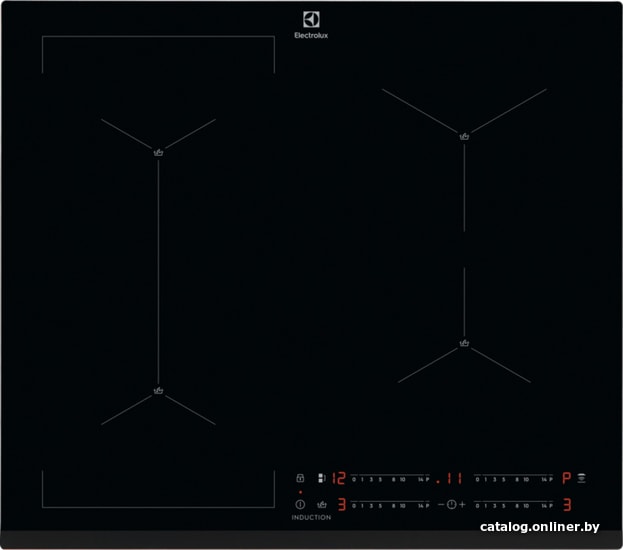 Electrolux
12 0 1 3 5 8 10 14 P .11 0 1 3 5 8 10 14 P P
3 0 1 3 5 8 10 14 P − + 0 1 3 5 8 10 14 P 3
INDUCTION
catalog.onliner.by